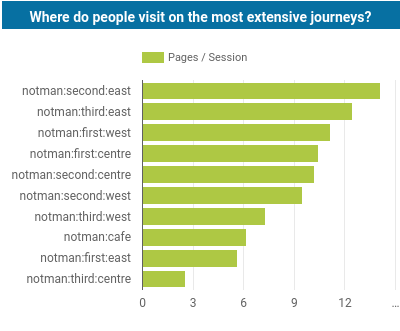 Where do people visit on the most extensive journeys?
Pages / Session
notman:second:east
notman:third:east
notman:first:west
notman:first:centre
notman:second:centre
notman:second:west
notman:third:west
notman:cafe
notman:first:east
notman:third:centre
0 3 6 9 12 ...